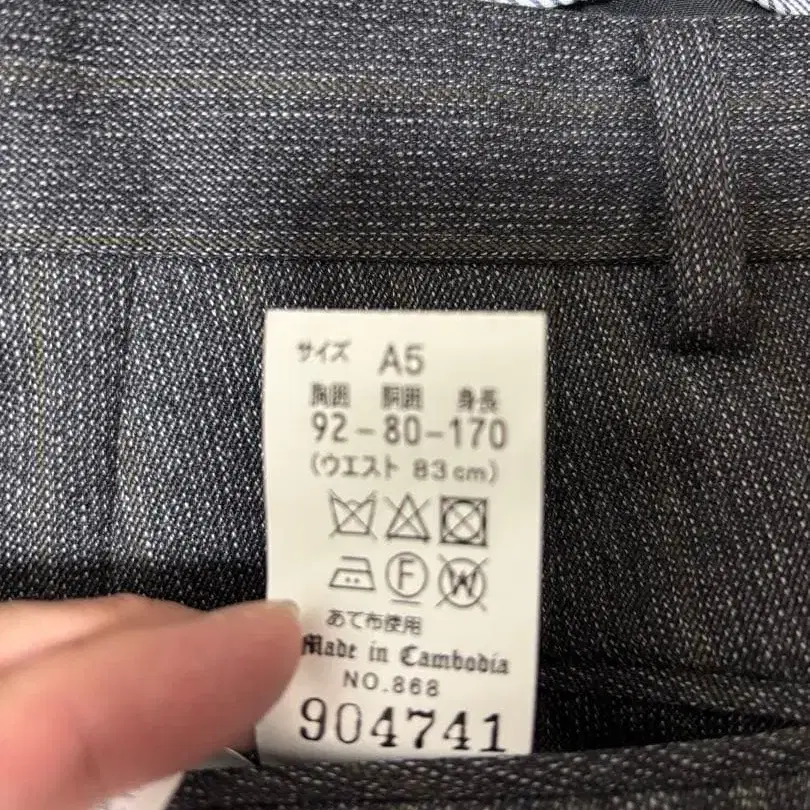 サイズ A5
胸囲 胴囲 身長
92-80-170
(ウエスト 83cm)
F W
あて布使用
Made in Cambodia
NO.868
904741